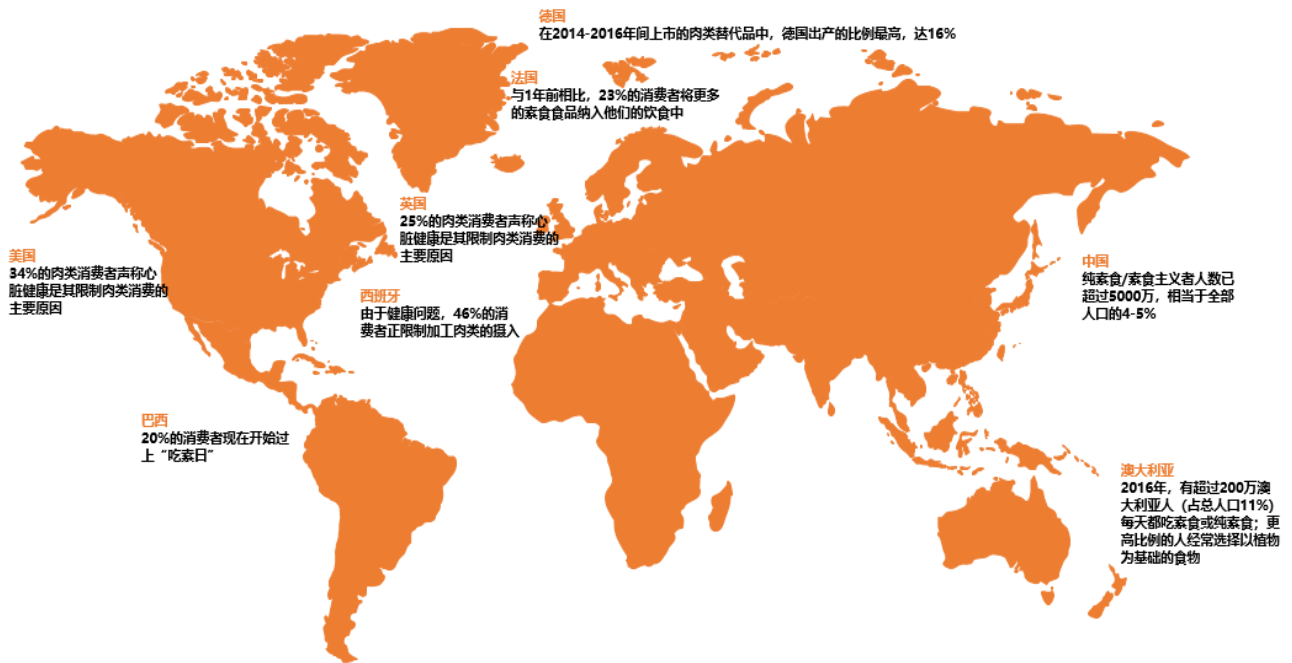 德国
在2014-2016年间上市的肉类替代品中，德国出产的比例最高，达16%
法国
与1年前相比，23%的消费者将更多
的素食食品纳入他们的饮食中
英国
25%的肉类消费者声称心
脏健康是其限制肉类消费的
主要原因
美国
34%的肉类消费者声称心
脏健康是其限制肉类消费的
主要原因
西班牙
由于健康问题，46%的消
费者正限制加工肉类的摄入
中国
纯素食/素食主义者人数已
超过5000万，相当于全部
人口的4-5%
巴西
20%的消费者现在开始过
上“吃素日”
澳大利亚
2016年，有超过200万澳
大利亚人（占总人口11%）
每天都吃素食或纯素食；更
高比例的人经常选择以植物
为基础的食物